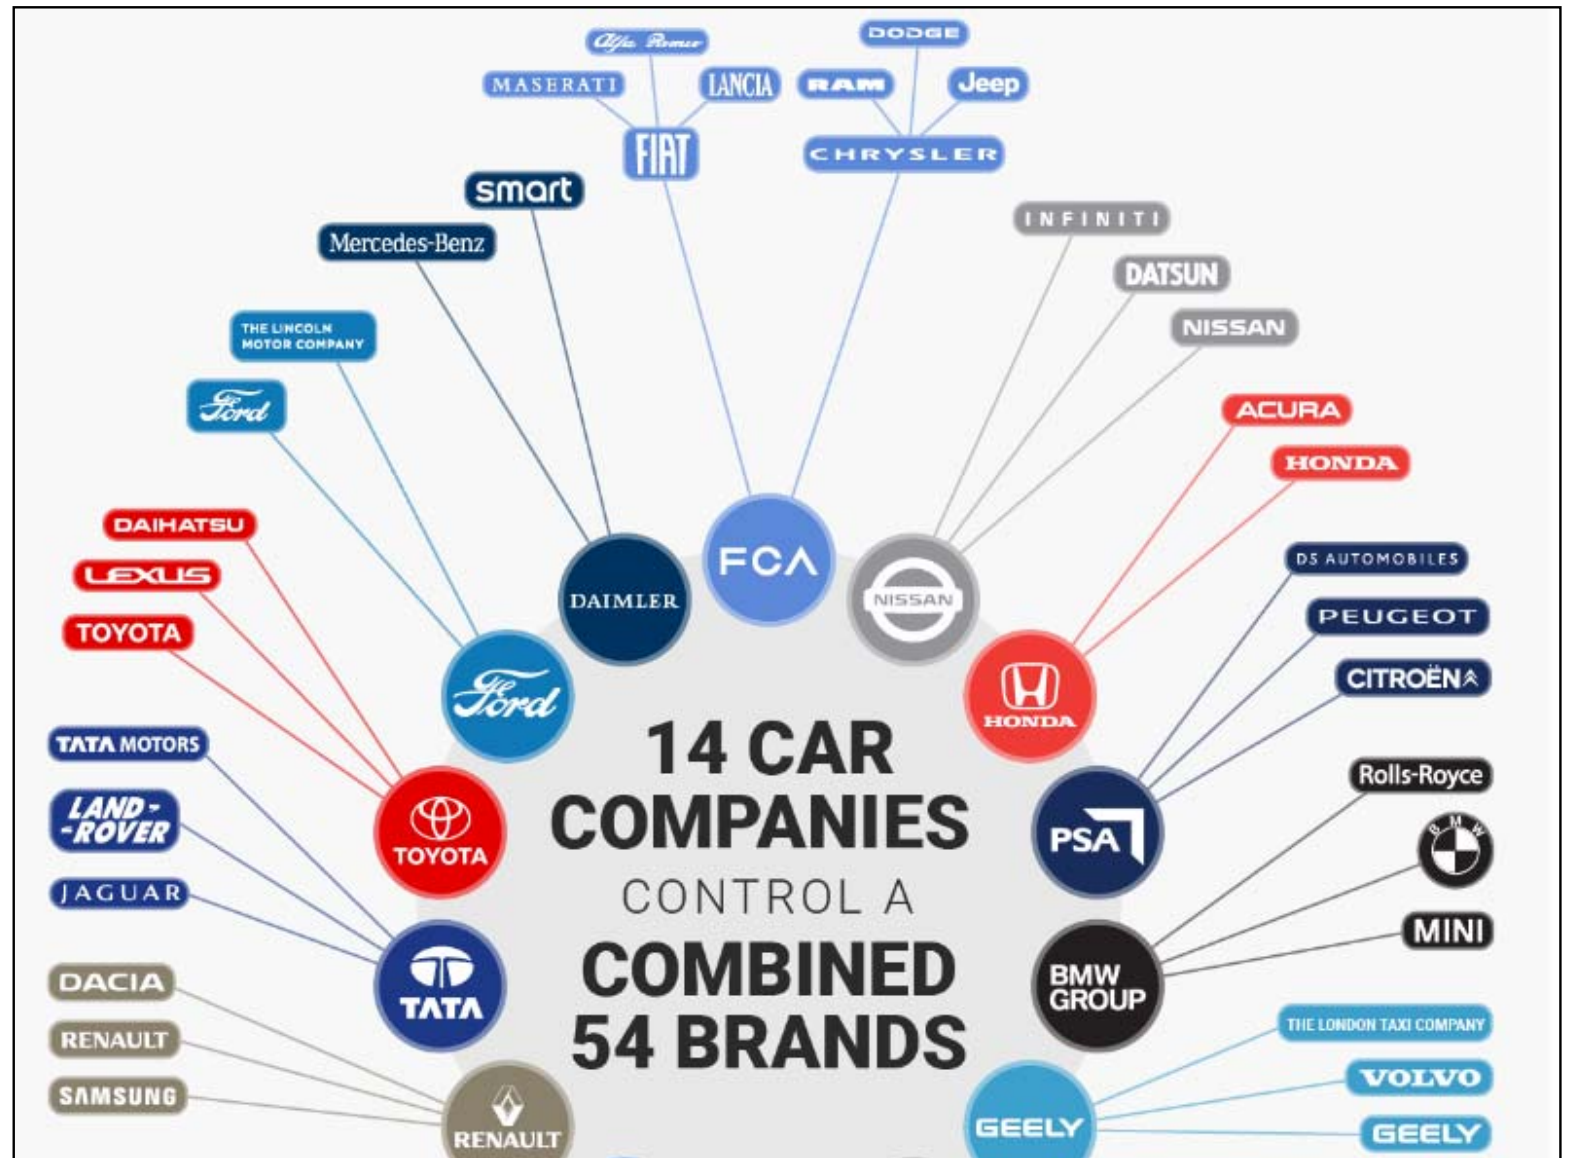 Alfa Romeo
DODGE
MASERATI
LANCIA
RAM
Jeep
FIAT
CHRYSLER
smart
Mercedes-Benz
INFINITI
DATSUN
NISSAN
THE LINCOLN
MOTOR COMPANY
Ford
ACURA
HONDA
DAIHATSU
LEXUS
TOYOTA
DAIMLER
FCA
NISSAN
DS AUTOMOBILES
PEUGEOT
CITROËN
Ford
HONDA
TATA MOTORS
LAND-
-ROVER
JAGUAR
TOYOTA
PSA
Rolls-Royce
BMW
MINI
14 CAR
COMPANIES
CONTROL A
COMBINED
54 BRANDS
TATA
BMW
GROUP
DACIA
RENAULT
SAMSUNG
RENAULT
GEELY
THE LONDON TAXI COMPANY
VOLVO
GEELY